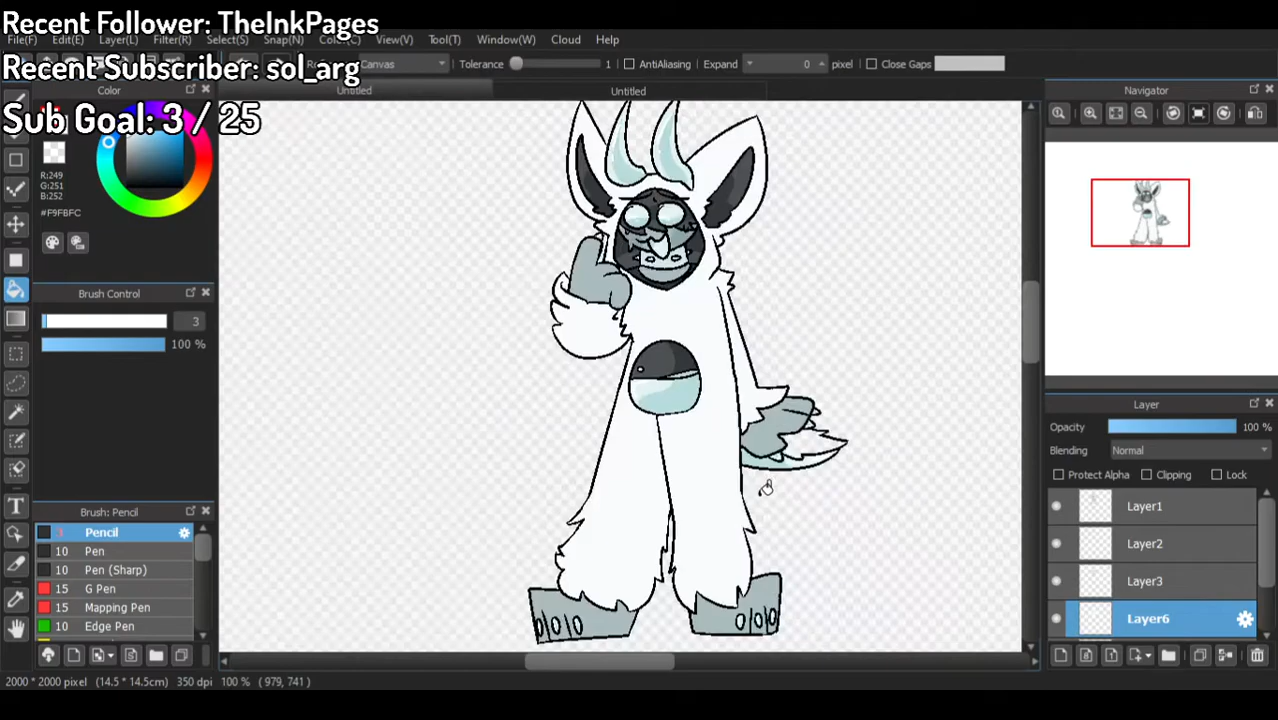 Recent Follower: TheInkPages
File(F) Edit(E) Layer(L) Filter(R) Select(S) Snap(N) View(V) Tool(T) Window(W) Cloud Help
Recent Subscriber: sol_arg
Canvas Tolerance 1 AntiAliasing Expand 0 pixel Close Gaps
Color Untitled Untitled Navigator
Sub Goal: 3 / 25
R:249
G:251
B:252
#F9FBFC
Brush Control
3
100 %
Layer
Opacity 100 %
Blending Normal
Protect Alpha Clipping Lock
Brush: Pencil
Layer1
3 Pencil
Layer2
10 Pen
10 Pen (Sharp)
Layer3
15 G Pen
15 Mapping Pen
Layer6
10 Edge Pen
2000 * 2000 pixel (14.5 * 14.5cm) 350 dpi 100 % ( 979, 741 )